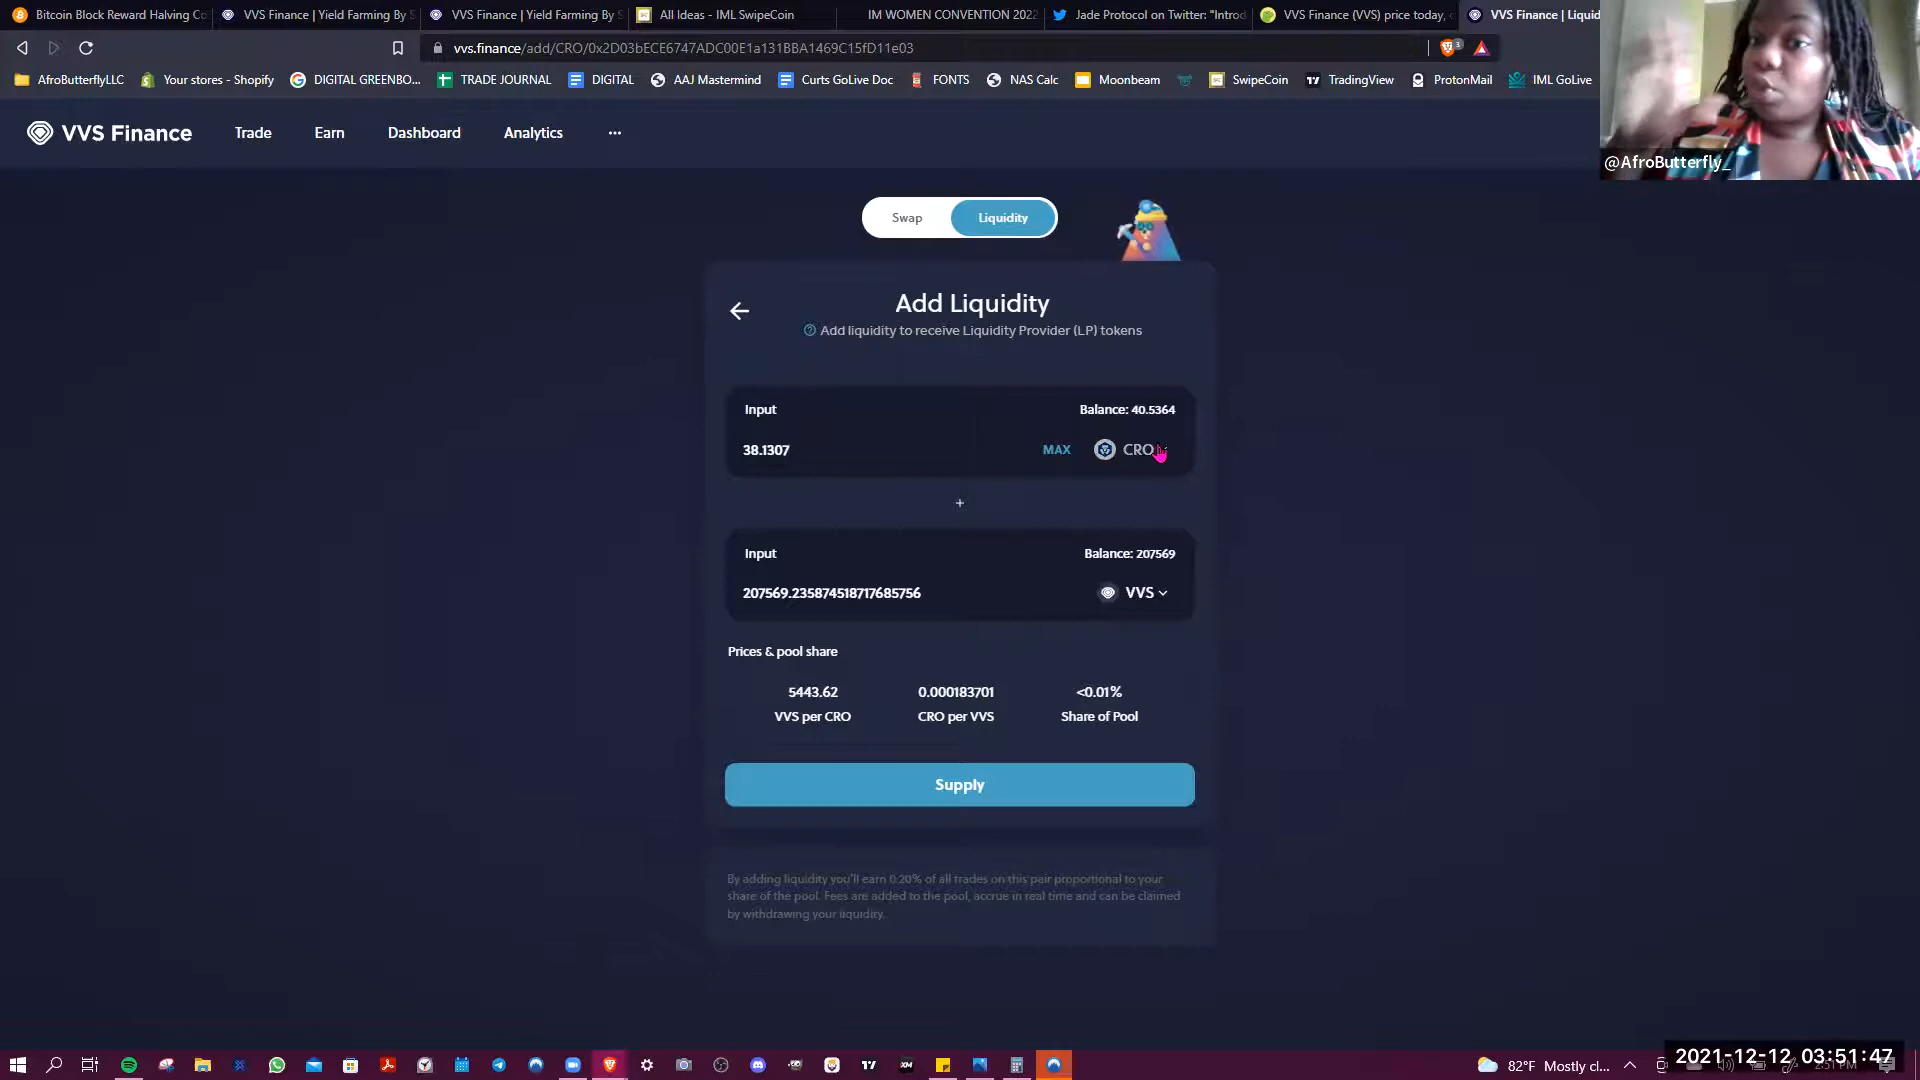 Bitcoin Block Reward Halving Co
VVS Finance | Yield Farming By S
VVS Finance | Yield Farming By S
All Ideas - IML SwipeCoin
IM WOMEN CONVENTION 2022
Jade Protocol on Twitter: "Introd
VVS Finance (VVS) price today,
VVS Finance | Liquid
vvs.finance/add/CRO/0x2D03bECE6747ADC00E1a131BBA1469C15fD11e03
3
AfroButterflyLLC
Your stores - Shopify
DIGITAL GREENBO...
TRADE JOURNAL
DIGITAL
AAJ Mastermind
Curts GoLive Doc
FONTS
NAS Calc
Moonbeam
SwipeCoin
TradingView
ProtonMail
IML GoLive
@AfroButterfly_
VVS Finance
Trade
Earn
Dashboard
Analytics
...
Swap
Liquidity
Add Liquidity
Add liquidity to receive Liquidity Provider (LP) tokens
Input
Balance: 40.5364
38.1307
MAX
CRO
+
Input
Balance: 207569
207569.235874518717685756
VVS
Prices & pool share
5443.62
0.000183701
<0.01%
VVS per CRO
CRO per VVS
Share of Pool
Supply
By adding liquidity you'll earn 0.20% of all trades on this pair proportional to your
share of the pool. Fees are added to the pool, accrue in real time and can be claimed
by withdrawing your liquidity.
82°F Mostly cl...
2021-12-12 03:51:47